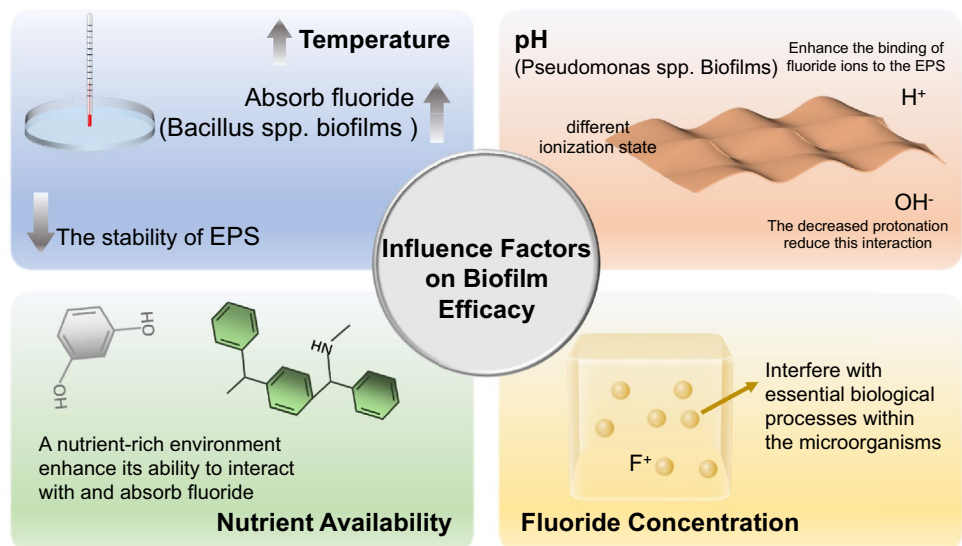 Temperature
Absorb fluoride
(Bacillus spp. biofilms )
The stability of EPS
pH
(Pseudomonas spp. Biofilms)
Enhance the binding of
fluoride ions to the EPS
H⁺
different
ionization state
OH⁻
The decreased protonation
reduce this interaction
Influence Factors
on Biofilm
Efficacy
HO
OH
HN
A nutrient-rich environment
enhance its ability to interact
with and absorb fluoride
Nutrient Availability
Interfere with
essential biological
processes within
the microorganisms
F⁺
Fluoride Concentration